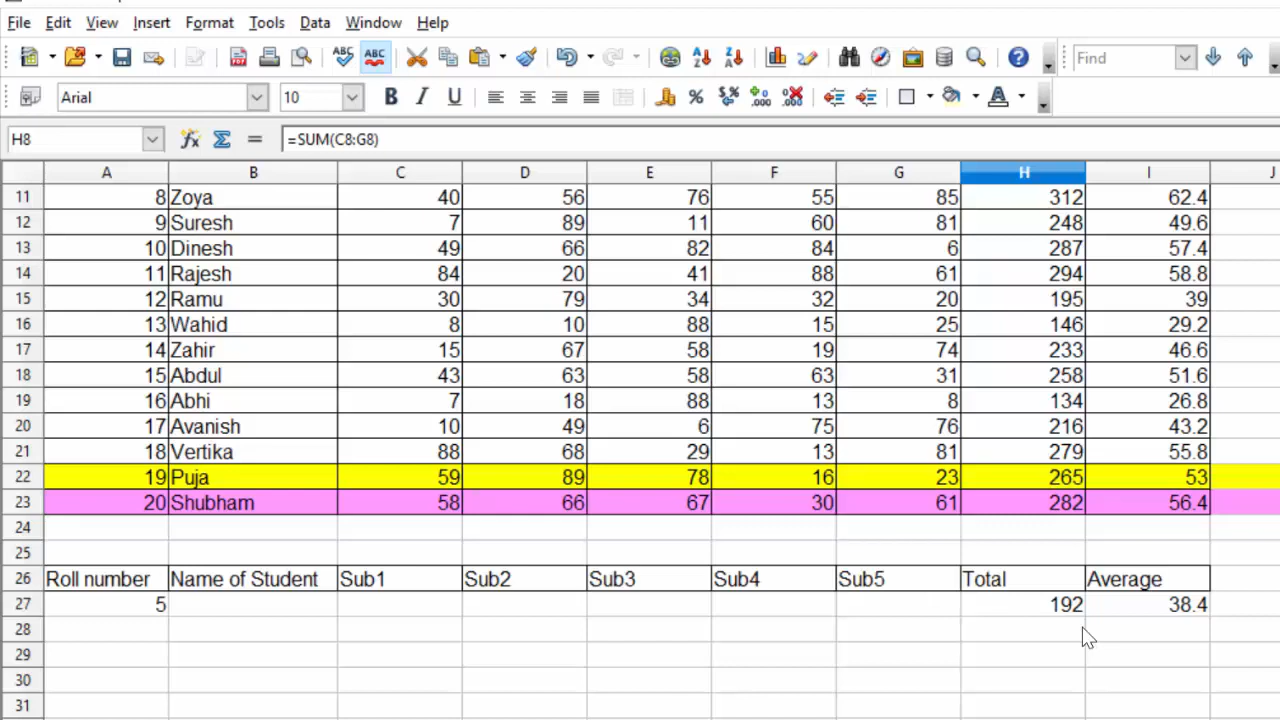 File Edit View Insert Format Tools Data Window Help
ABC ABC Find
Arial 10 B I U % .000 .000 A
H8 fx Σ = =SUM(C8:G8)
A B C D E F G H I J
11 8 Zoya 40 56 76 55 85 312 62.4
12 9 Suresh 7 89 11 60 81 248 49.6
13 10 Dinesh 49 66 82 84 6 287 57.4
14 11 Rajesh 84 20 41 88 61 294 58.8
15 12 Ramu 30 79 34 32 20 195 39
16 13 Wahid 8 10 88 15 25 146 29.2
17 14 Zahir 15 67 58 19 74 233 46.6
18 15 Abdul 43 63 58 63 31 258 51.6
19 16 Abhi 7 18 88 13 8 134 26.8
20 17 Avanish 10 49 6 75 76 216 43.2
21 18 Vertika 88 68 29 13 81 279 55.8
22 19 Puja 59 89 78 16 23 265 53
23 20 Shubham 58 66 67 30 61 282 56.4
24
25
26 Roll number Name of Student Sub1 Sub2 Sub3 Sub4 Sub5 Total Average
27 5 192 38.4
28
29
30
31